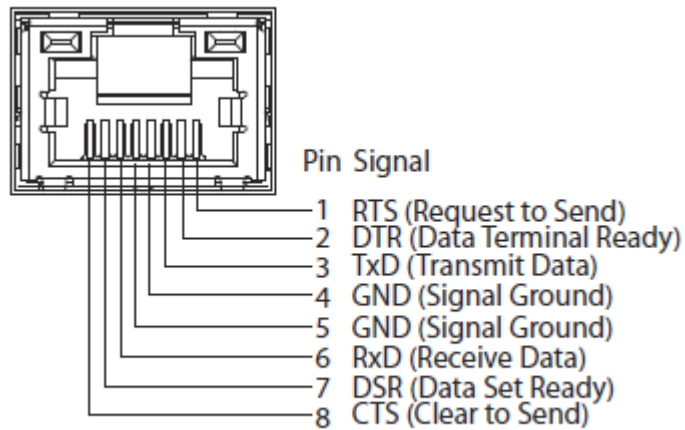 Pin Signal
1 RTS (Request to Send)
2 DTR (Data Terminal Ready)
3 TxD (Transmit Data)
4 GND (Signal Ground)
5 GND (Signal Ground)
6 RxD (Receive Data)
7 DSR (Data Set Ready)
8 CTS (Clear to Send)